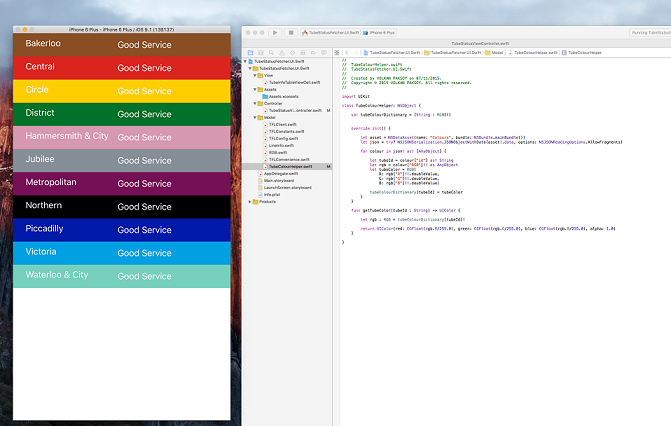 iPhone 6 Plus - iPhone 6 Plus / iOS 9.1 (13B137)
Bakerloo Good Service
Central Good Service
Circle Good Service
District Good Service
Hammersmith & City Good Service
Jubilee Good Service
Metropolitan Good Service
Northern Good Service
Piccadilly Good Service
Victoria Good Service
Waterloo & City Good Service
TubeStatusFetcher.UI.Swift
iPhone 6 Plus
Running TubeStatusFetcher
TubeStatusViewController.swift
TubeStatusFetcher.UI.Swift
TubeStatusFetcher.UI.Swift
View
TubeInfoTableViewCell.swift
Assets
Assets.xcassets
Controller
TubeStatusVi...ontroller.swift M
Model
TFLClient.swift
TFLConstants.swift
TFLConfig.swift
RGB.swift
LineInfo.swift
TFLConvenience.swift
TubeColourHelper.swift M
AppDelegate.swift
Main.storyboard
LaunchScreen.storyboard
Info.plist
Products
TubeStatusFetcher.UI.Swift TubeStatusFetcher.UI.Swift Model TubeColourHelper.swift TubeColourHelper
//
// TubeColourHelper.swift
// TubeStatusFetcher.UI.Swift
//
// Created by VOLKAN PAKSOY on 07/11/2015.
// Copyright © 2015 VOLKAN PAKSOY. All rights reserved.
//
import UIKit
class TubeColourHelper: NSObject {
var tubeColourDictionary = [String : RGB]()
override init() {
let asset = NSDataAsset(name: "Colours", bundle: NSBundle.mainBundle())
let json = try? NSJSONSerialization.JSONObjectWithData(asset!.data, options: NSJSONReadingOptions.AllowFragments)
for colour in json! as! [AnyObject] {
let tubeId = colour["id"] as! String
let rgb = colour["RGB"]!! as AnyObject
let tubeColor = RGB(
R: rgb["R"]!!.doubleValue,
G: rgb["G"]!!.doubleValue,
B: rgb["B"]!!.doubleValue)
tubeColourDictionary[tubeId] = tubeColor
}
}
func getTubeColor(tubeId : String) -> UIColor {
let rgb : RGB = tubeColourDictionary[tubeId]!
return UIColor(red: CGFloat(rgb.R/255.0), green: CGFloat(rgb.G/255.0), blue: CGFloat(rgb.B/255.0), alpha: 1.0)
}
}